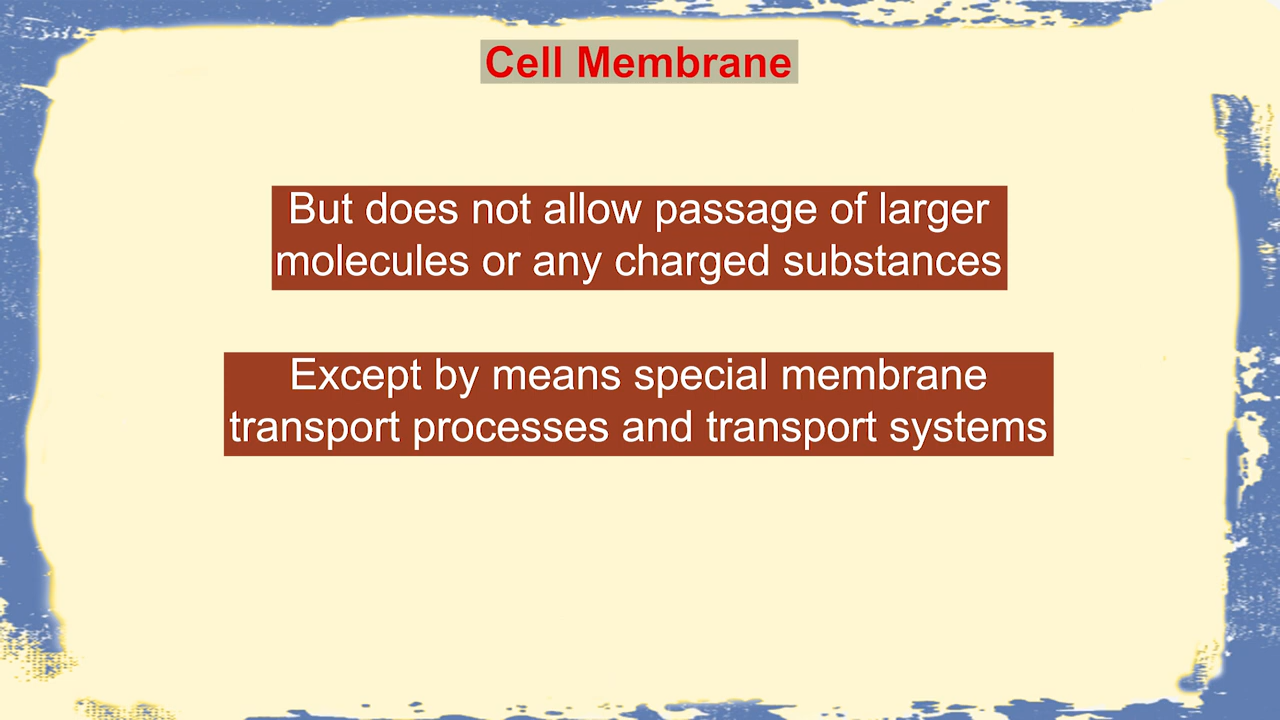 Cell Membrane
But does not allow passage of larger
molecules or any charged substances
Except by means special membrane
transport processes and transport systems